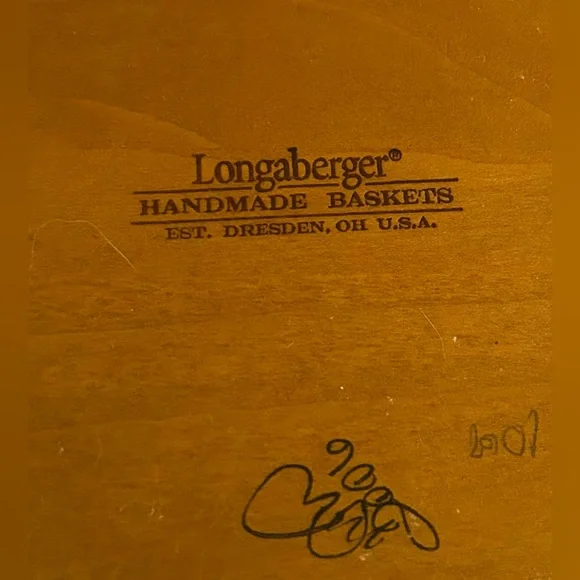 Longaberger®
HANDMADE BASKETS
EST. DRESDEN, OH U.S.A.